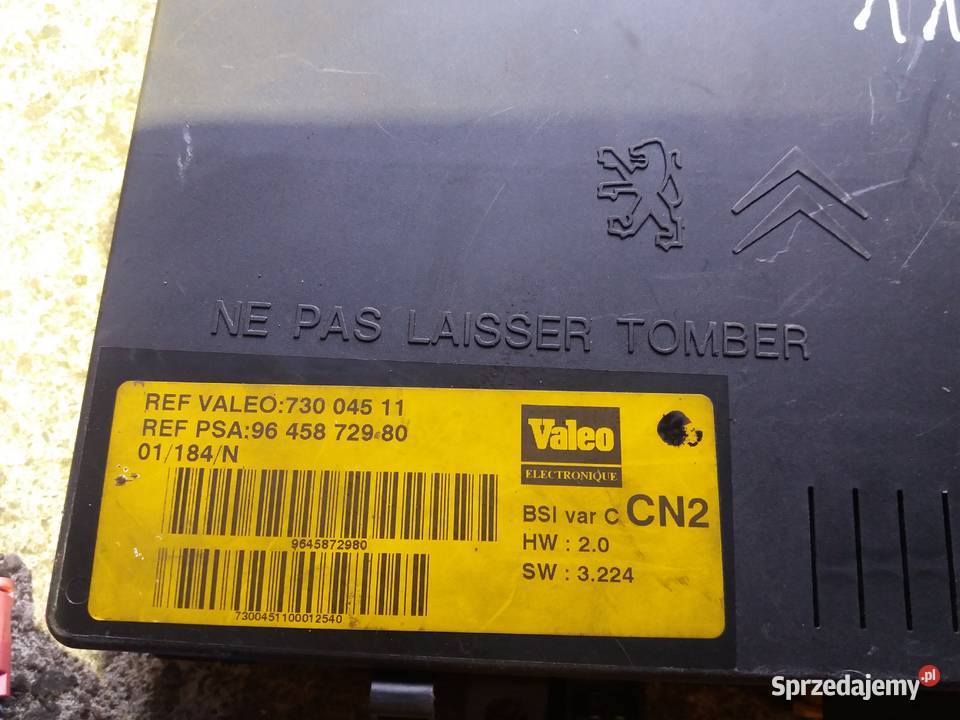 NE PAS LAISSER TOMBER
REF VALEO:730 045 11
REF PSA:96 458 729 80
01/184/N
9645872980
7300451100012540
Valeo
ELECTRONIQUE
BSI var C CN2
HW : 2.0
SW : 3.224
Sprzedajemy.pl